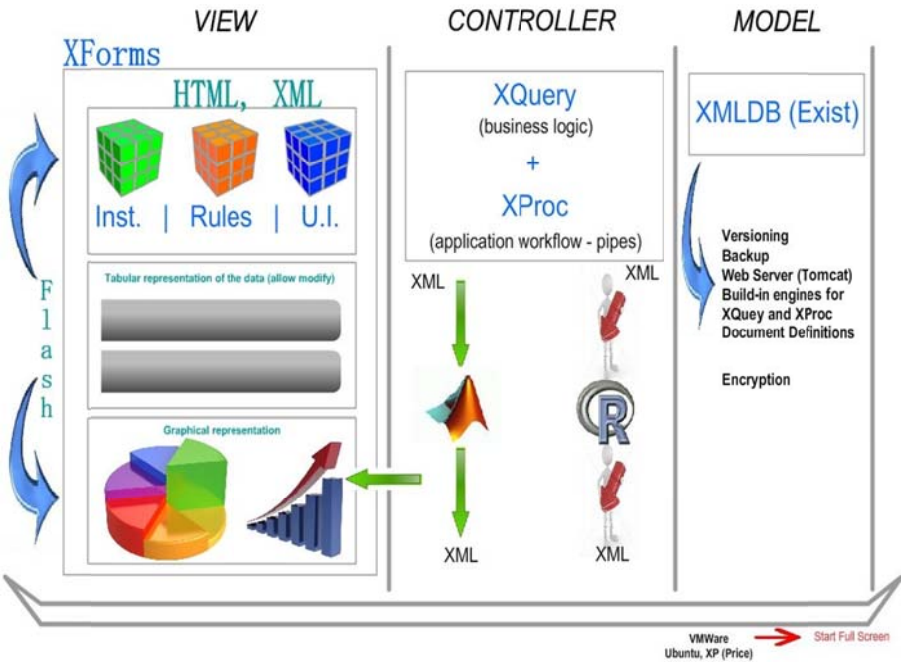 VIEW
CONTROLLER
MODEL
XForms
HTML, XML
Inst. | Rules | U.I.
Tabular representation of the data (allow modify)
Graphical representation
Flash
XQuery
(business logic)
+
XProc
(application workflow - pipes)
XML
XML
R
XML
XML
XMLDB (Exist)
Versioning
Backup
Web Server (Tomcat)
Build-in engines for
XQuey and XProc
Document Definitions
Encryption
VMWare
Ubuntu, XP (Price)
Start Full Screen